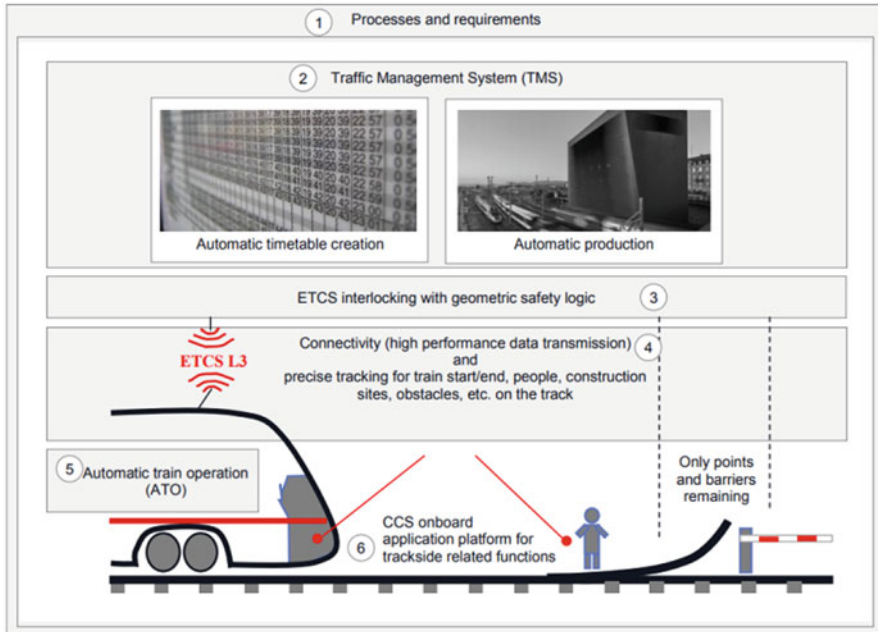 1 Processes and requirements
2 Traffic Management System (TMS)
Automatic timetable creation
Automatic production
ETCS interlocking with geometric safety logic 3
ETCS L3
Connectivity (high performance data transmission) 4
and
precise tracking for train start/end, people, construction
sites, obstacles, etc. on the track
5 Automatic train operation
(ATO)
Only points
and barriers
remaining
6 CCS onboard
application platform for
trackside related functions